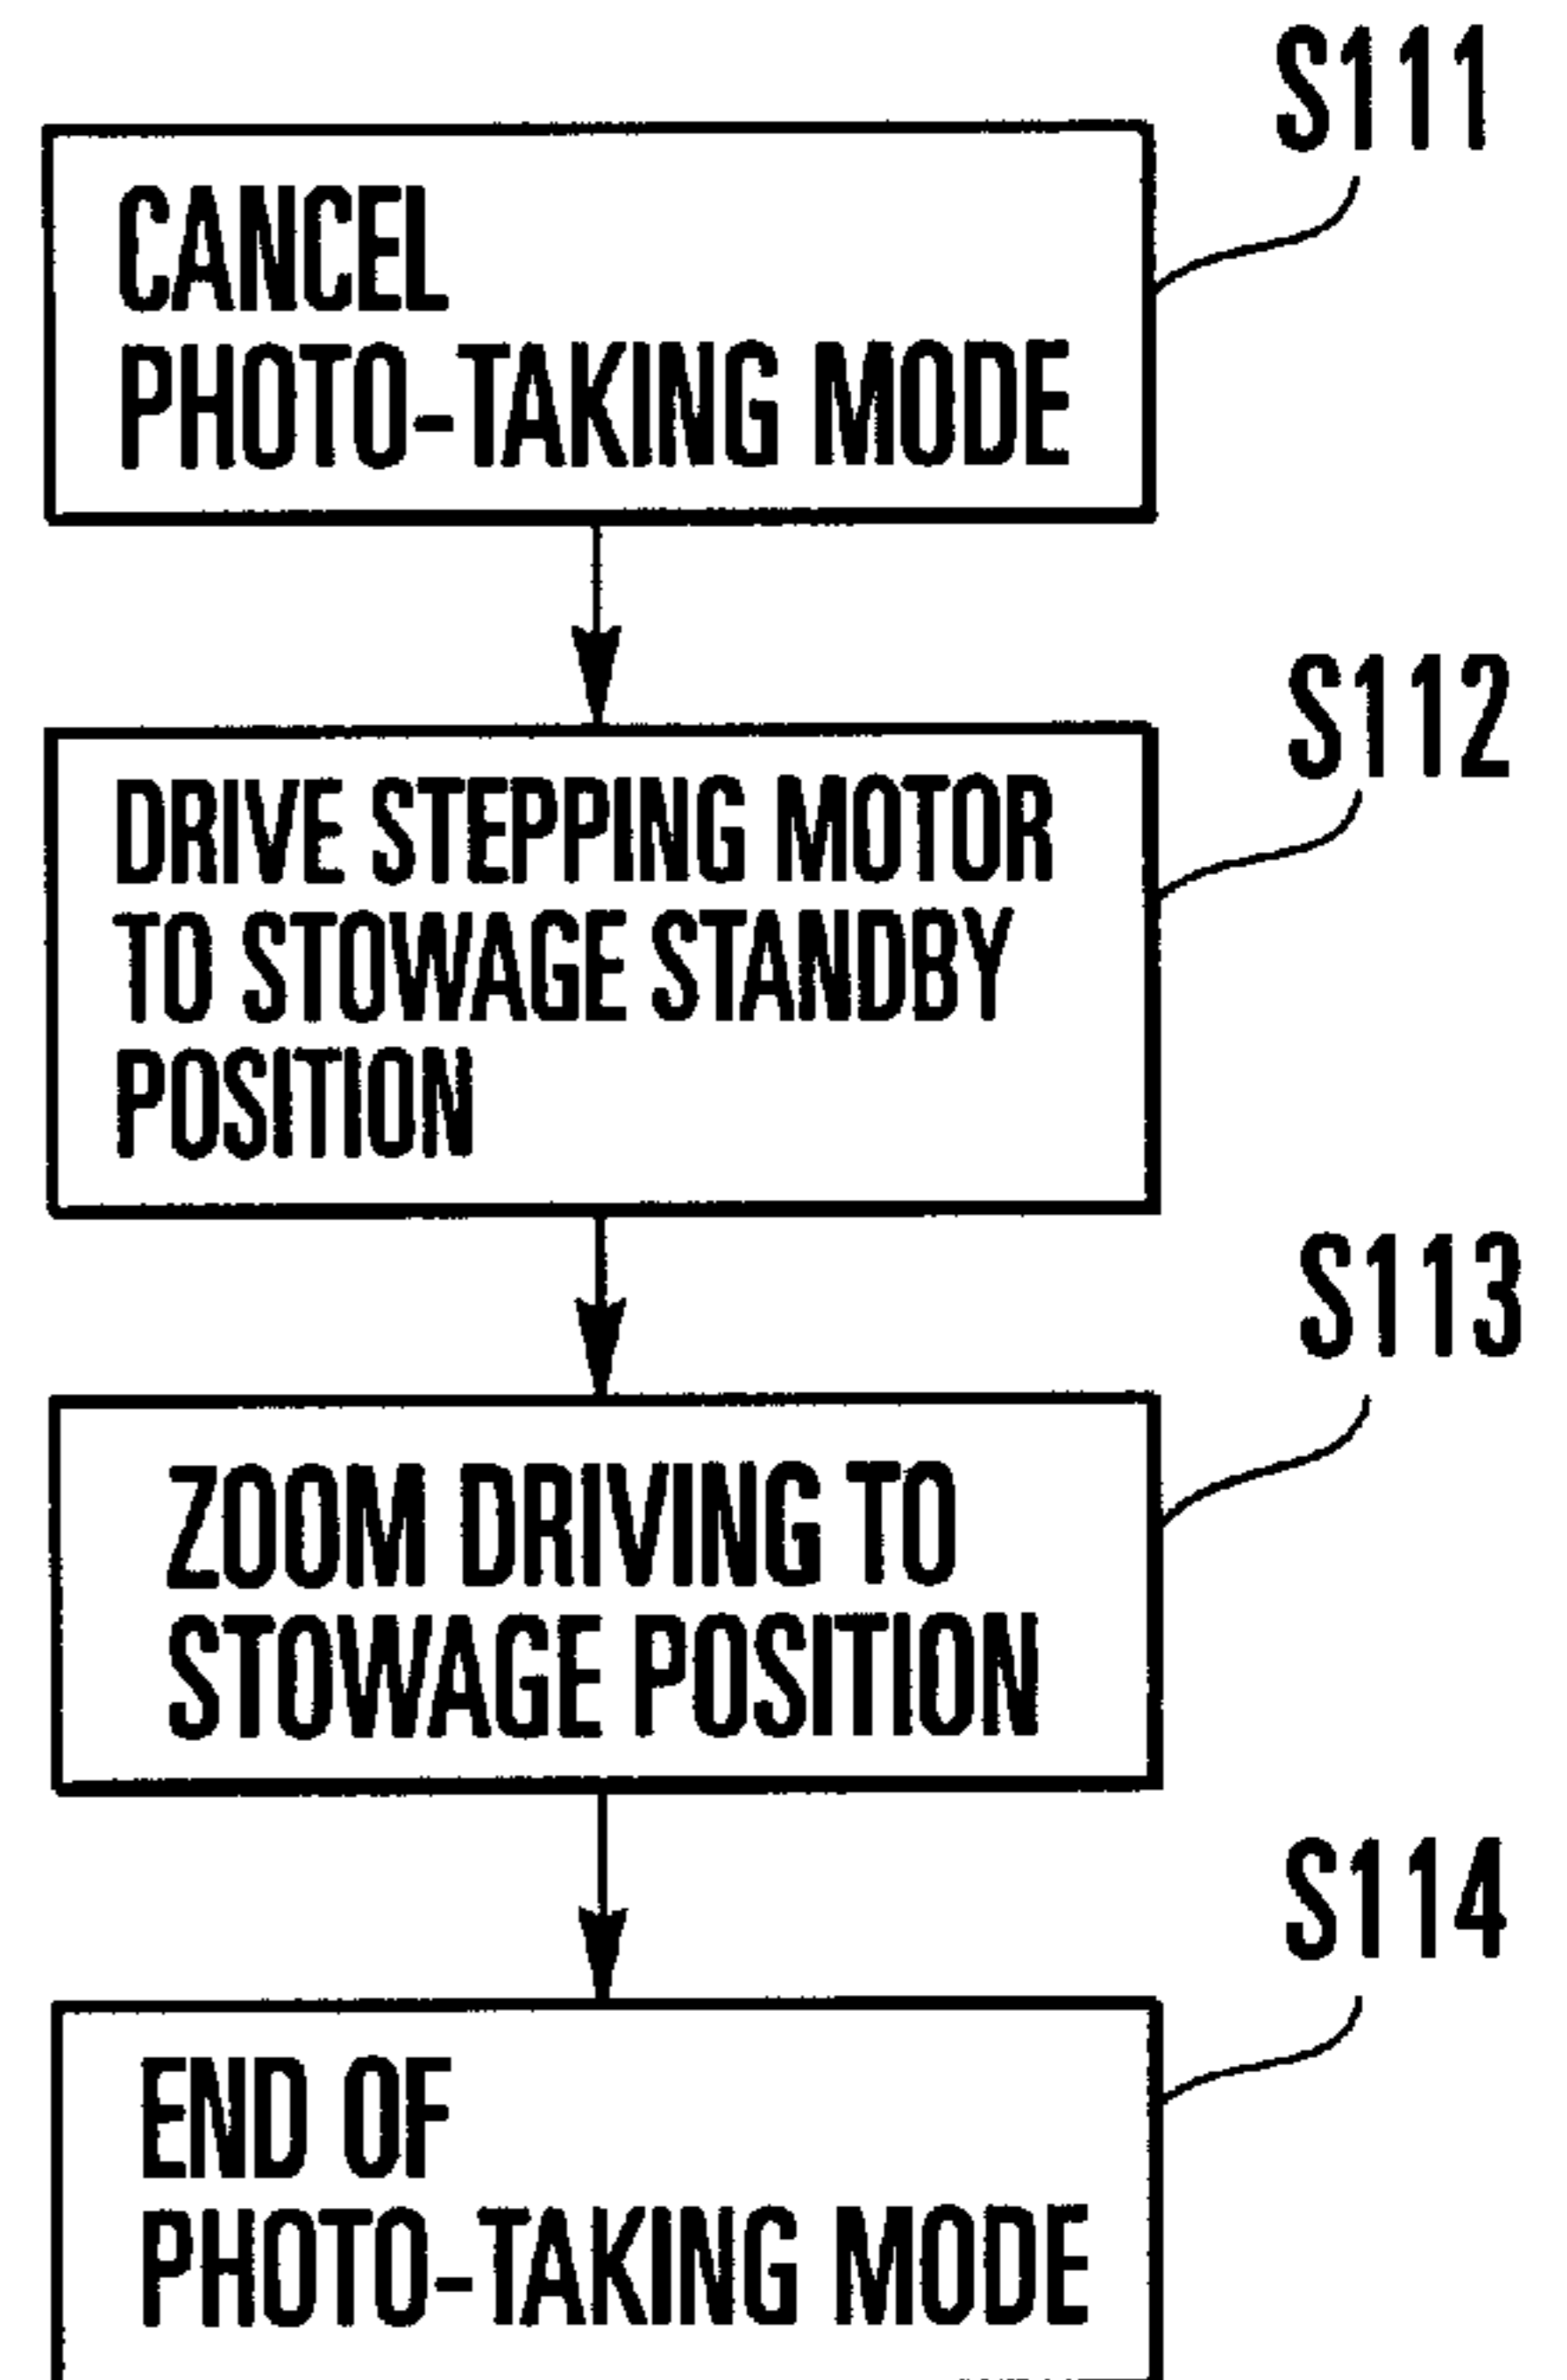 S111
CANCEL
PHOTO-TAKING MODE
S112
DRIVE STEPPING MOTOR
TO STOWAGE STANDBY
POSITION
S113
ZOOM DRIVING TO
STOWAGE POSITION
S114
END OF
PHOTO-TAKING MODE